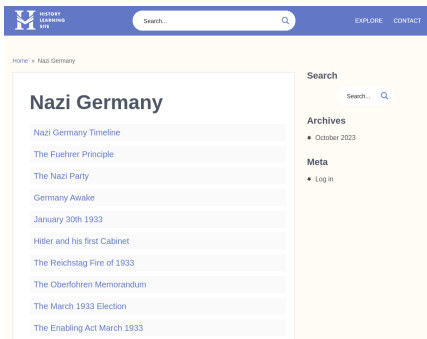 HISTORY
LEARNING
SITE
Search...
EXPLORE CONTACT
Home » Nazi Germany
Nazi Germany
Nazi Germany Timeline
The Fuehrer Principle
The Nazi Party
Germany Awake
January 30th 1933
Hitler and his first Cabinet
The Reichstag Fire of 1933
The Oberfohren Memorandum
The March 1933 Election
The Enabling Act March 1933
Search
Search...
Archives
October 2023
Meta
Log in